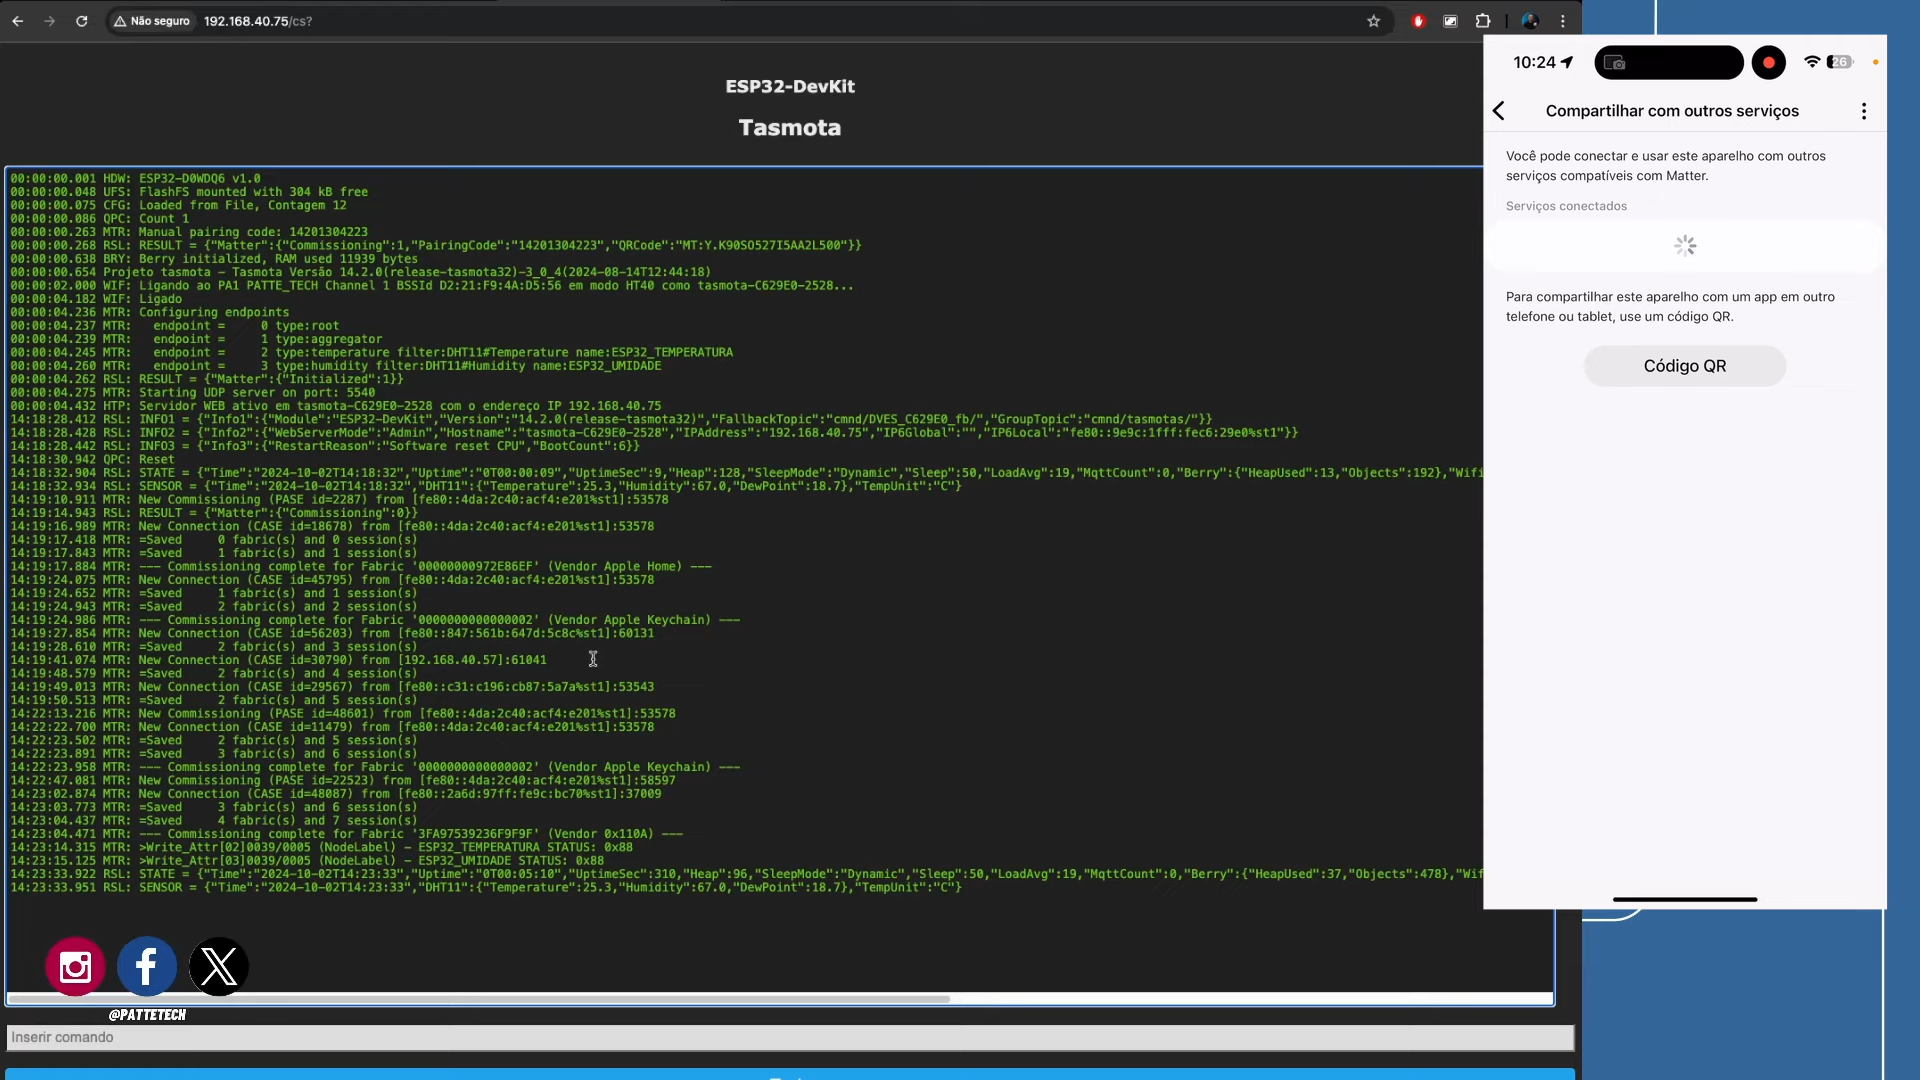 Não seguro
192.168.40.75/cs?
ESP32-DevKit
Tasmota
00:00:00.001 HDW: ESP32-D0WDQ6 v1.0
00:00:00.048 UFS: FlashFS mounted with 304 kB free
00:00:00.075 CFG: Loaded from File, Contagem 12
00:00:00.086 QPC: Count 1
00:00:00.263 MTR: Manual pairing code: 14201304223
00:00:00.268 RSL: RESULT = {"Matter":{"Commissioning":1,"PairingCode":"14201304223","QRCode":"MT:Y.K90SO527I5AA2L500"}}
00:00:00.638 BRY: Berry initialized, RAM used 11939 bytes
00:00:00.654 Projeto tasmota - Tasmota Versão 14.2.0(release-tasmota32)-3_0_4(2024-08-14T12:44:18)
00:00:02.000 WIF: Ligando ao PA1 PATTE_TECH Channel 1 BSSId D2:21:F9:4A:D5:56 em modo HT40 como tasmota-C629E0-2528...
00:00:04.182 WIF: Ligado
00:00:04.236 MTR: Configuring endpoints
00:00:04.237 MTR:   endpoint =     0 type:root
00:00:04.239 MTR:   endpoint =     1 type:aggregator
00:00:04.245 MTR:   endpoint =     2 type:temperature filter:DHT11#Temperature name:ESP32_TEMPERATURA
00:00:04.260 MTR:   endpoint =     3 type:humidity filter:DHT11#Humidity name:ESP32_UMIDADE
00:00:04.262 RSL: RESULT = {"Matter":{"Initialized":1}}
00:00:04.275 MTR: Starting UDP server on port: 5540
00:00:04.432 HTP: Servidor WEB ativo em tasmota-C629E0-2528 com o endereço IP 192.168.40.75
14:18:28.412 RSL: INFO1 = {"Info1":{"Module":"ESP32-DevKit","Version":"14.2.0(release-tasmota32)","FallbackTopic":"cmnd/DVES_C629E0_fb/","GroupTopic":"cmnd/tasmotas/"}}
14:18:28.428 RSL: INFO2 = {"Info2":{"WebServerMode":"Admin","Hostname":"tasmota-C629E0-2528","IPAddress":"192.168.40.75","IP6Global":"","IP6Local":"fe80::9e9c:1fff:fec6:29e0%st1"}}
14:18:28.442 RSL: INFO3 = {"Info3":{"RestartReason":"Software reset CPU","BootCount":6}}
14:18:30.942 QPC: Reset
14:18:32.904 RSL: STATE = {"Time":"2024-10-02T14:18:32","Uptime":"0T00:00:09","UptimeSec":9,"Heap":128,"SleepMode":"Dynamic","Sleep":50,"LoadAvg":19,"MqttCount":0,"Berry":{"HeapUsed":13,"Objects":192},"Wifi
14:18:32.934 RSL: SENSOR = {"Time":"2024-10-02T14:18:32","DHT11":{"Temperature":25.3,"Humidity":67.0,"DewPoint":18.7},"TempUnit":"C"}
14:19:10.911 MTR: New Commissioning (PASE id=2287) from [fe80::4da:2c40:acf4:e201%st1]:53578
14:19:14.943 RSL: RESULT = {"Matter":{"Commissioning":0}}
14:19:16.989 MTR: New Connection (CASE id=18678) from [fe80::4da:2c40:acf4:e201%st1]:53578
14:19:17.418 MTR: =Saved     0 fabric(s) and 0 session(s)
14:19:17.843 MTR: =Saved     1 fabric(s) and 1 session(s)
14:19:17.884 MTR: --- Commissioning complete for Fabric '00000000972E86EF' (Vendor Apple Home) ---
14:19:24.075 MTR: New Connection (CASE id=45795) from [fe80::4da:2c40:acf4:e201%st1]:53578
14:19:24.652 MTR: =Saved     1 fabric(s) and 1 session(s)
14:19:24.943 MTR: =Saved     2 fabric(s) and 2 session(s)
14:19:24.986 MTR: --- Commissioning complete for Fabric '0000000000000002' (Vendor Apple Keychain) ---
14:19:27.854 MTR: New Connection (CASE id=56203) from [fe80::847:561b:647d:5c8c%st1]:60131
14:19:28.610 MTR: =Saved     2 fabric(s) and 3 session(s)
14:19:41.074 MTR: New Connection (CASE id=30790) from [192.168.40.57]:61041
14:19:48.579 MTR: =Saved     2 fabric(s) and 4 session(s)
14:19:49.013 MTR: New Connection (CASE id=29567) from [fe80::c31:c196:cb87:5a7a%st1]:53543
14:19:50.513 MTR: =Saved     2 fabric(s) and 5 session(s)
14:22:13.216 MTR: New Commissioning (PASE id=48601) from [fe80::4da:2c40:acf4:e201%st1]:53578
14:22:22.700 MTR: New Connection (CASE id=11479) from [fe80::4da:2c40:acf4:e201%st1]:53578
14:22:23.502 MTR: =Saved     2 fabric(s) and 5 session(s)
14:22:23.891 MTR: =Saved     3 fabric(s) and 6 session(s)
14:22:23.958 MTR: --- Commissioning complete for Fabric '0000000000000002' (Vendor Apple Keychain) ---
14:22:47.081 MTR: New Commissioning (PASE id=22523) from [fe80::4da:2c40:acf4:e201%st1]:58597
14:23:02.874 MTR: New Connection (CASE id=48087) from [fe80::2a6d:97ff:fe9c:bc70%st1]:37009
14:23:03.773 MTR: =Saved     3 fabric(s) and 6 session(s)
14:23:04.437 MTR: =Saved     4 fabric(s) and 7 session(s)
14:23:04.471 MTR: --- Commissioning complete for Fabric '3FA97539236F9F9F' (Vendor 0x110A) ---
14:23:14.315 MTR: >Write_Attr[02]0039/0005 (NodeLabel) - ESP32_TEMPERATURA STATUS: 0x88
14:23:15.125 MTR: >Write_Attr[03]0039/0005 (NodeLabel) - ESP32_UMIDADE STATUS: 0x88
14:23:33.922 RSL: STATE = {"Time":"2024-10-02T14:23:33","Uptime":"0T00:05:10","UptimeSec":310,"Heap":96,"SleepMode":"Dynamic","Sleep":50,"LoadAvg":19,"MqttCount":0,"Berry":{"HeapUsed":37,"Objects":478},"Wif
14:23:33.951 RSL: SENSOR = {"Time":"2024-10-02T14:23:33","DHT11":{"Temperature":25.3,"Humidity":67.0,"DewPoint":18.7},"TempUnit":"C"}
@PATTETECH
Inserir comando
10:24
26
Compartilhar com outros serviços
Você pode conectar e usar este aparelho com outros
serviços compatíveis com Matter.
Serviços conectados
Para compartilhar este aparelho com um app em outro
telefone ou tablet, use um código QR.
Código QR